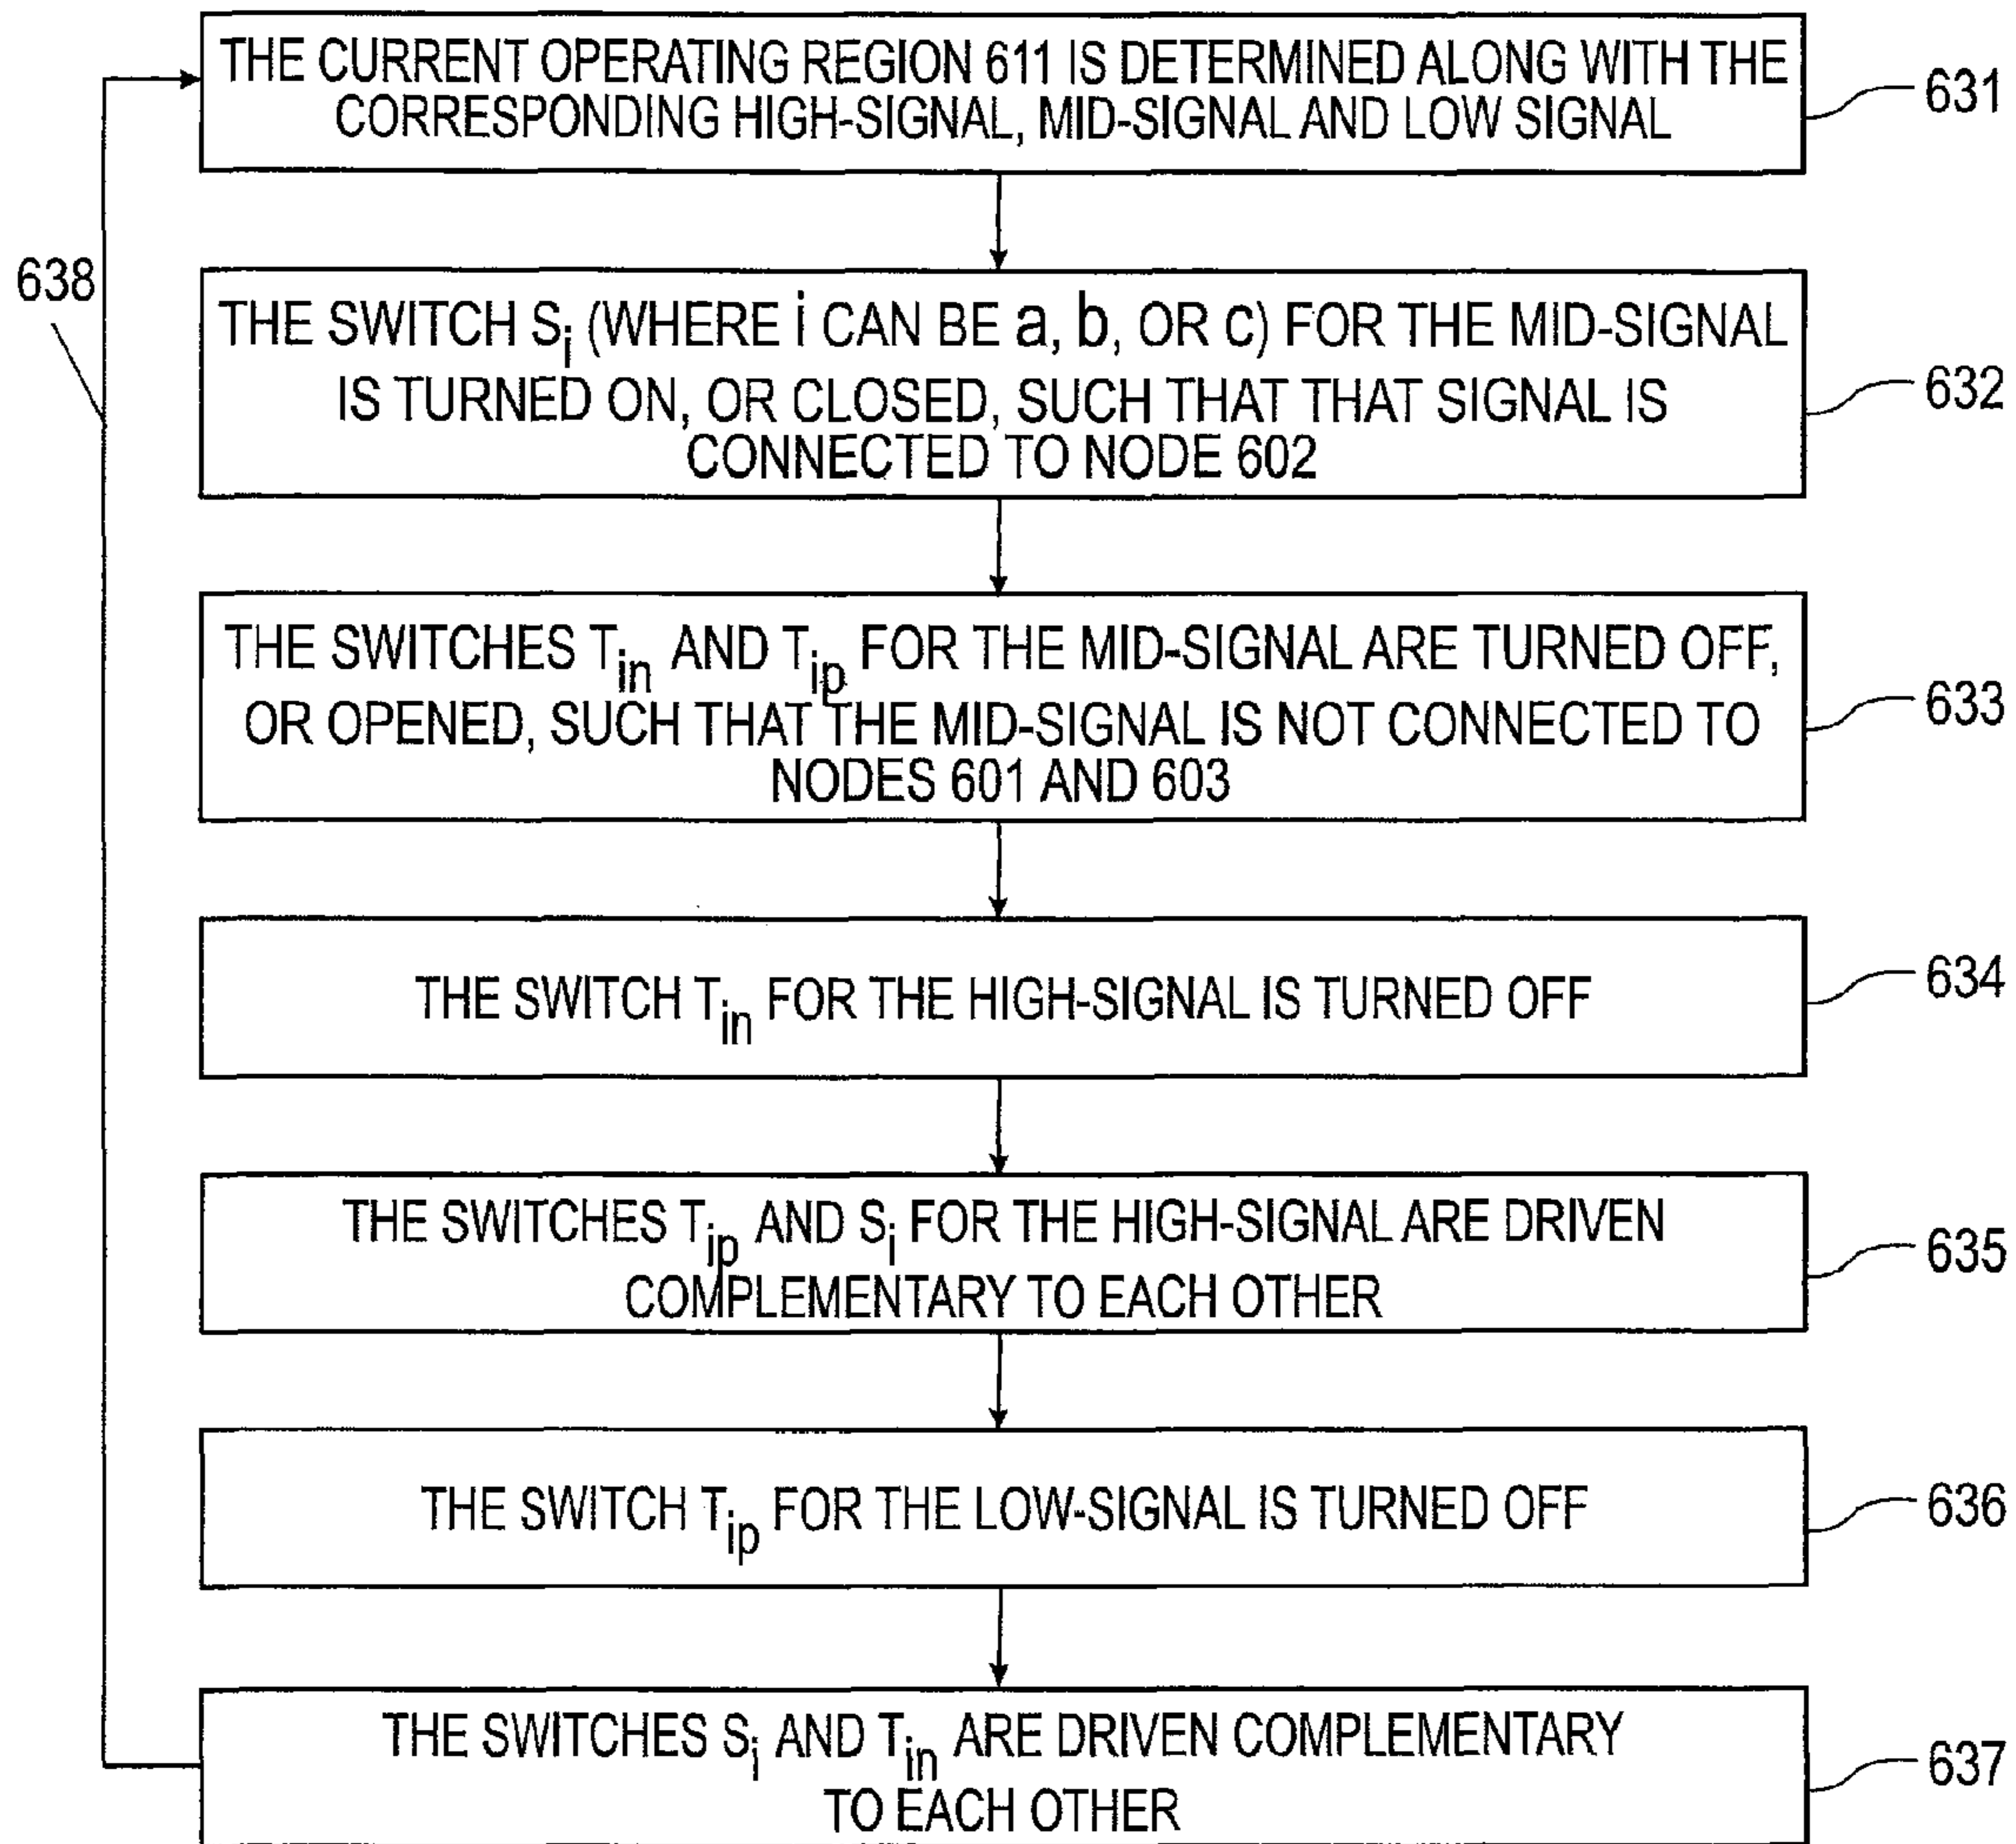 THE CURRENT OPERATING REGION 611 IS DETERMINED ALONG WITH THE
CORRESPONDING HIGH-SIGNAL, MID-SIGNAL AND LOW SIGNAL
631
638
THE SWITCH Si (WHERE i CAN BE a, b, OR c) FOR THE MID-SIGNAL
IS TURNED ON, OR CLOSED, SUCH THAT THAT SIGNAL IS
CONNECTED TO NODE 602
632
THE SWITCHES Tin AND Tip FOR THE MID-SIGNAL ARE TURNED OFF,
OR OPENED, SUCH THAT THE MID-SIGNAL IS NOT CONNECTED TO
NODES 601 AND 603
633
THE SWITCH Tin FOR THE HIGH-SIGNAL IS TURNED OFF
634
THE SWITCHES Tip AND Si FOR THE HIGH-SIGNAL ARE DRIVEN
COMPLEMENTARY TO EACH OTHER
635
THE SWITCH Tip FOR THE LOW-SIGNAL IS TURNED OFF
636
THE SWITCHES Si AND Tin ARE DRIVEN COMPLEMENTARY
TO EACH OTHER
637